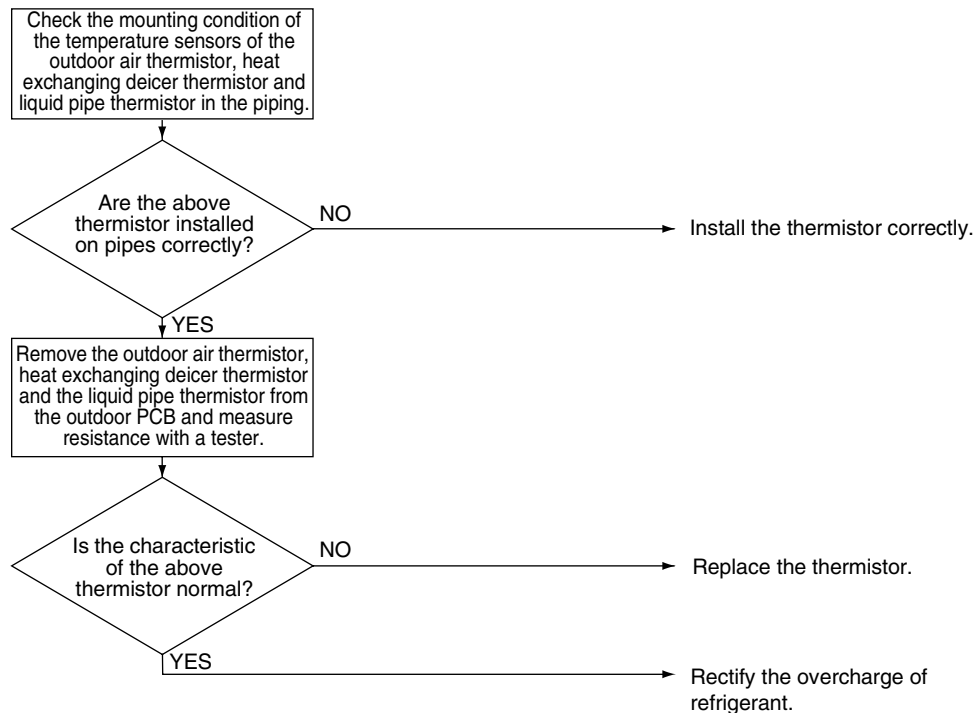 Check the mounting condition of
the temperature sensors of the
outdoor air thermistor, heat
exchanging deicer thermistor and
liquid pipe thermistor in the piping.
Are the above
thermistor installed
on pipes correctly?
NO
Install the thermistor correctly.
YES
Remove the outdoor air thermistor,
heat exchanging deicer thermistor
and the liquid pipe thermistor from
the outdoor PCB and measure
resistance with a tester.
Is the characteristic
of the above
thermistor normal?
NO
Replace the thermistor.
YES
Rectify the overcharge of
refrigerant.